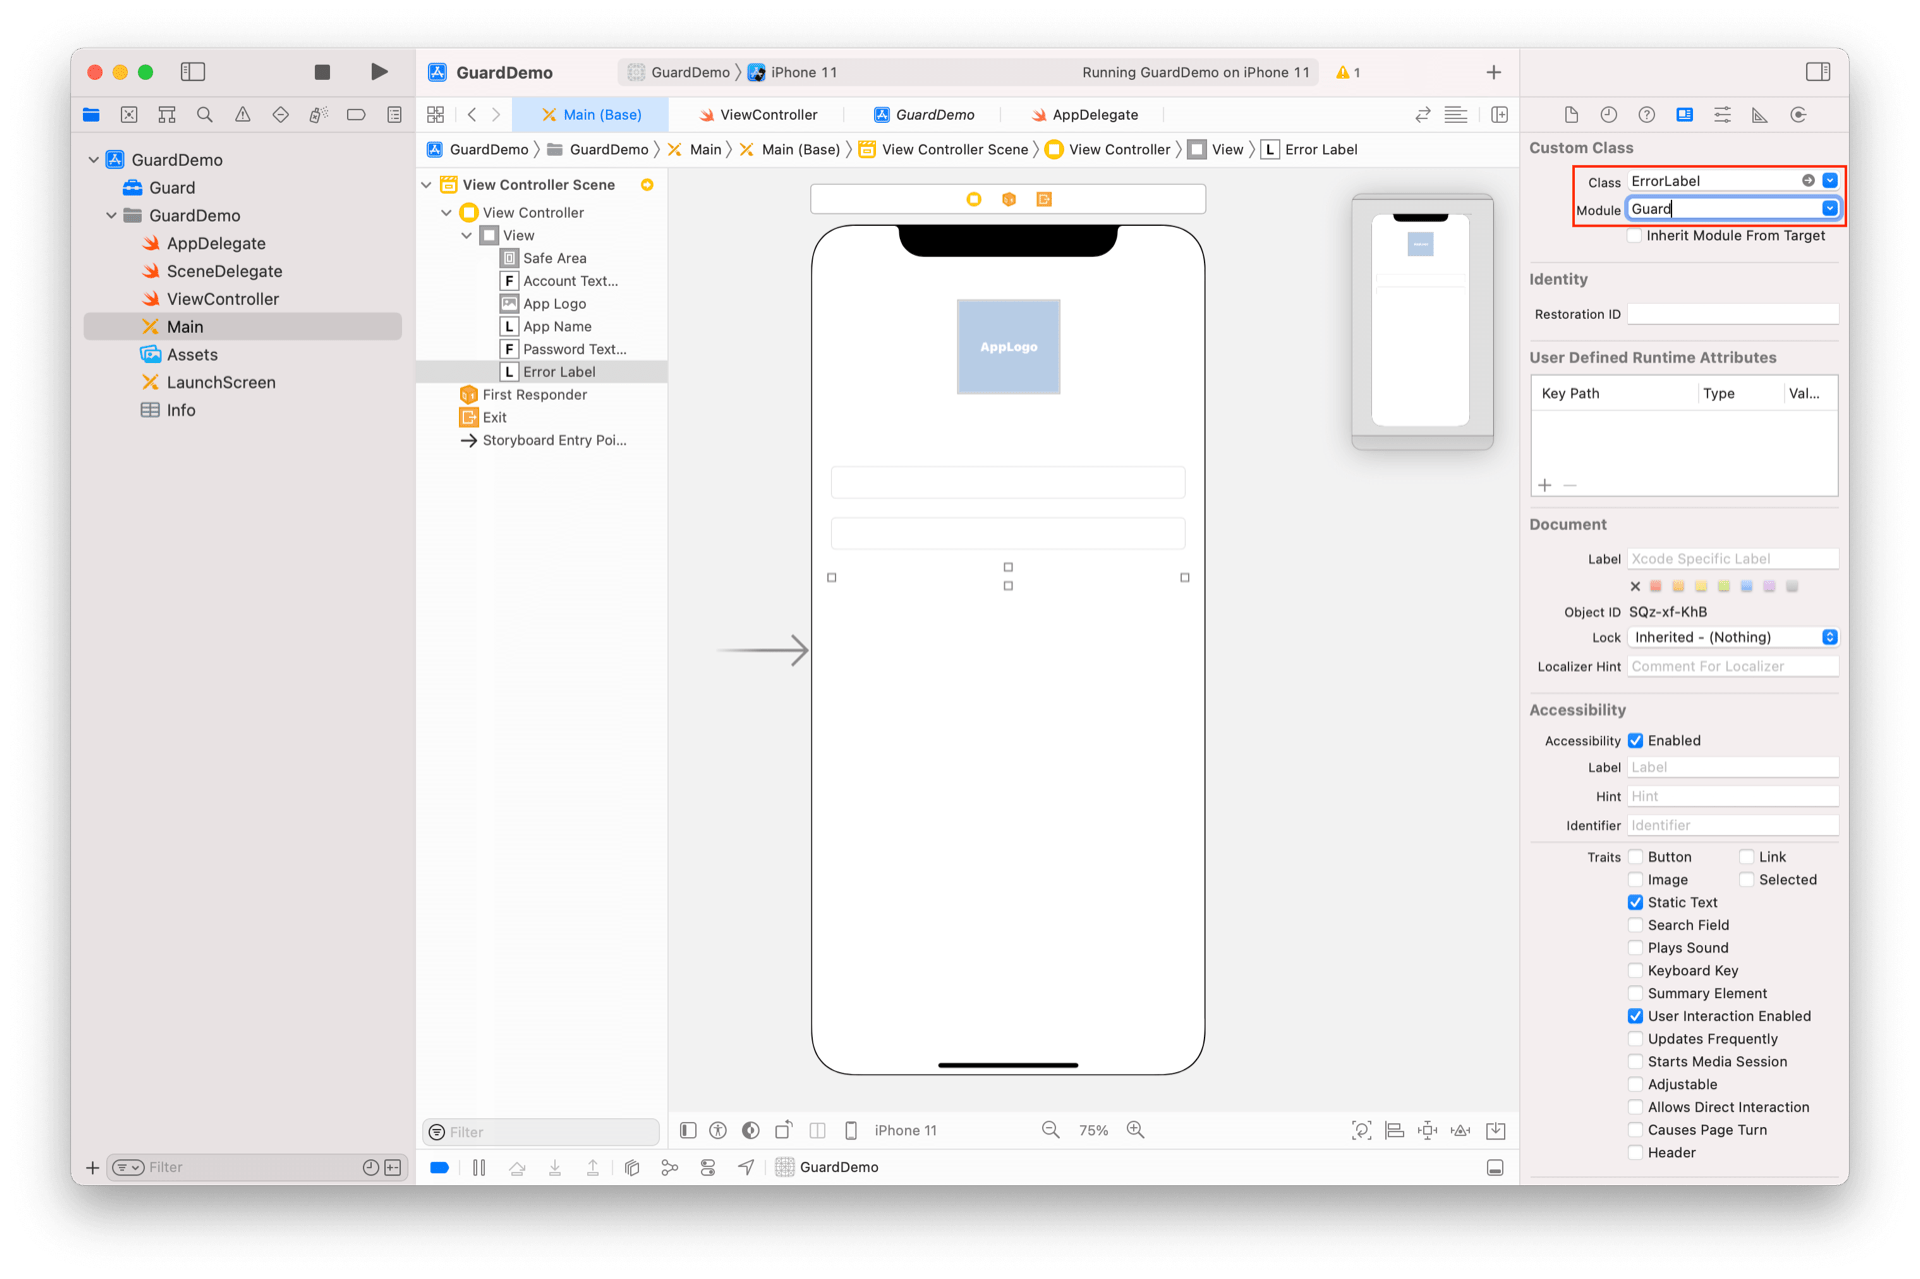 GuardDemo
GuardDemo
iPhone 11
Running GuardDemo on iPhone 11
1
Main (Base)
ViewController
GuardDemo
AppDelegate
GuardDemo
GuardDemo
Main
Main (Base)
View Controller Scene
View Controller
View
L Error Label
GuardDemo
Guard
GuardDemo
AppDelegate
SceneDelegate
ViewController
Main
Assets
LaunchScreen
Info
Filter
View Controller Scene
View Controller
View
Safe Area
F Account Text...
App Logo
L App Name
F Password Text...
L Error Label
First Responder
Exit
Storyboard Entry Poi...
Filter
AppLogo
iPhone 11
75%
GuardDemo
Custom Class
Class ErrorLabel
Module Guard
Inherit Module From Target
Identity
Restoration ID
User Defined Runtime Attributes
Key Path Type Val...
Document
Label Xcode Specific Label
Object ID SQz-xf-KhB
Lock Inherited - (Nothing)
Localizer Hint Comment For Localizer
Accessibility
Accessibility Enabled
Label Label
Hint Hint
Identifier Identifier
Traits Button Link
Image Selected
Static Text
Search Field
Plays Sound
Keyboard Key
Summary Element
User Interaction Enabled
Updates Frequently
Starts Media Session
Adjustable
Allows Direct Interaction
Causes Page Turn
Header